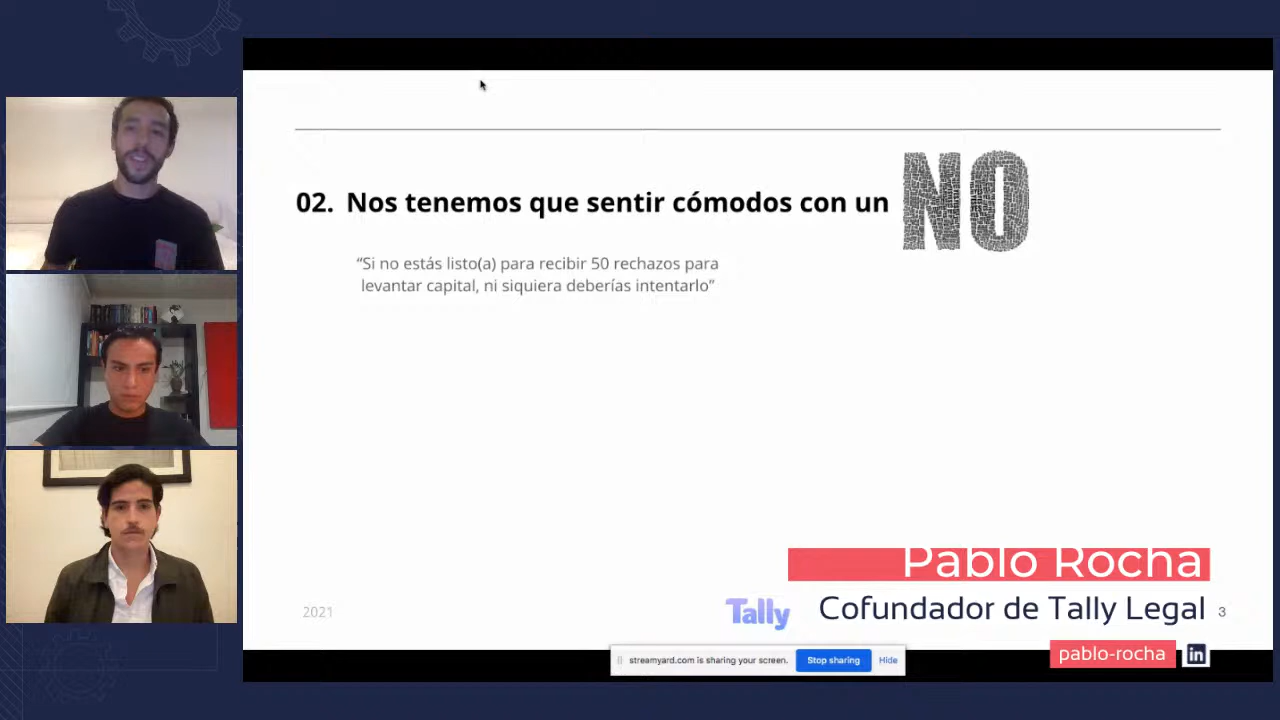 02. Nos tenemos que sentir cómodos con un NO
“Si no estás listo(a) para recibir 50 rechazos para
levantar capital, ni siquiera deberías intentarlo”
Pablo Rocha
2021
Tally
Cofundador de Tally Legal
3
pablo-rocha
in
streamyard.com is sharing your screen.
Stop sharing
Hide